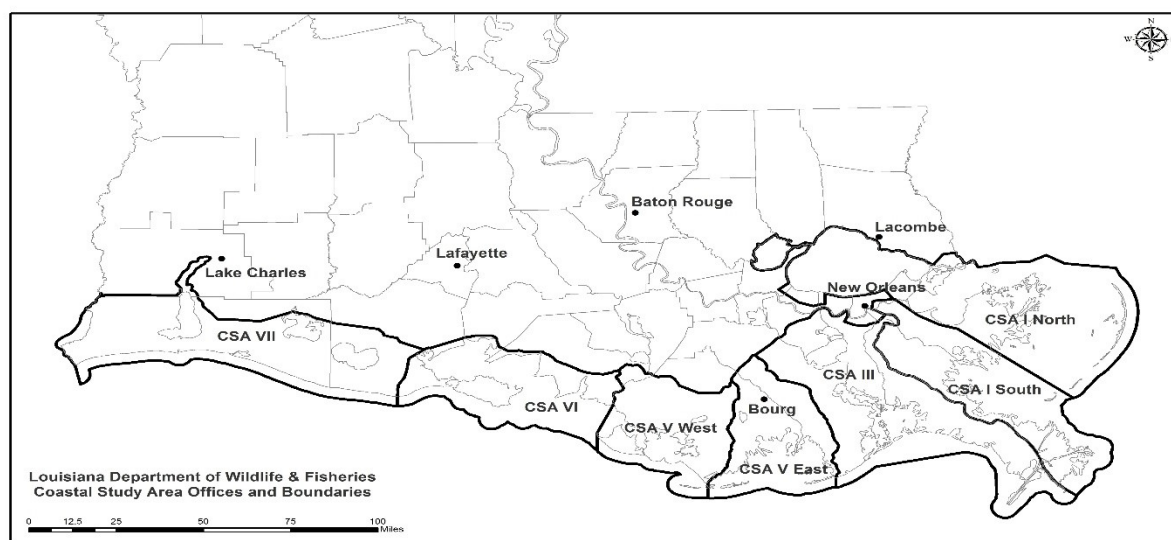 N
W E
S
Baton Rouge
Lacombe
Lafayette
Lake Charles
New Orleans
CSA I North
CSA VII
CSA III
CSA I South
CSA VI
Bourg
CSA V West
CSA V East
Louisiana Department of Wildlife & Fisheries
Coastal Study Area Offices and Boundaries
0 12.5 25 50 75 100
Miles